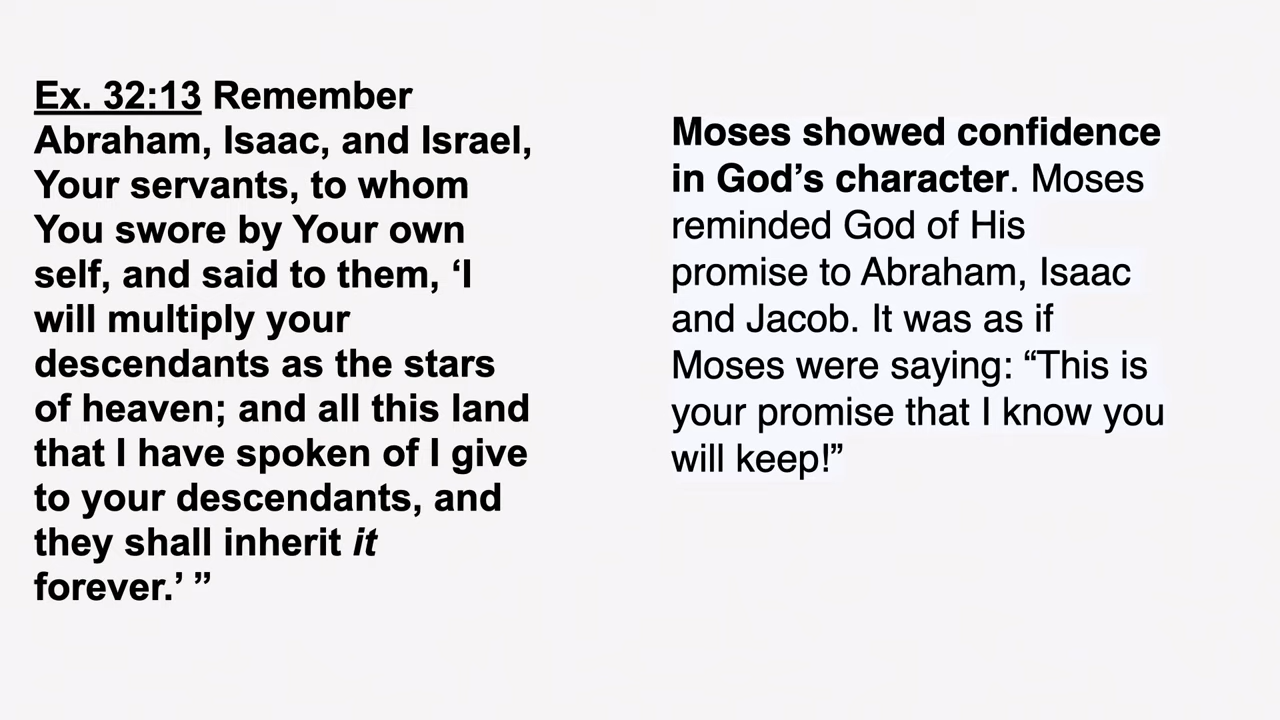 Ex. 32:13 Remember
Abraham, Isaac, and Israel,
Your servants, to whom
You swore by Your own
self, and said to them, ‘I
will multiply your
descendants as the stars
of heaven; and all this land
that I have spoken of I give
to your descendants, and
they shall inherit it
forever.’ ”
Moses showed confidence
in God’s character. Moses
reminded God of His
promise to Abraham, Isaac
and Jacob. It was as if
Moses were saying: “This is
your promise that I know you
will keep!”